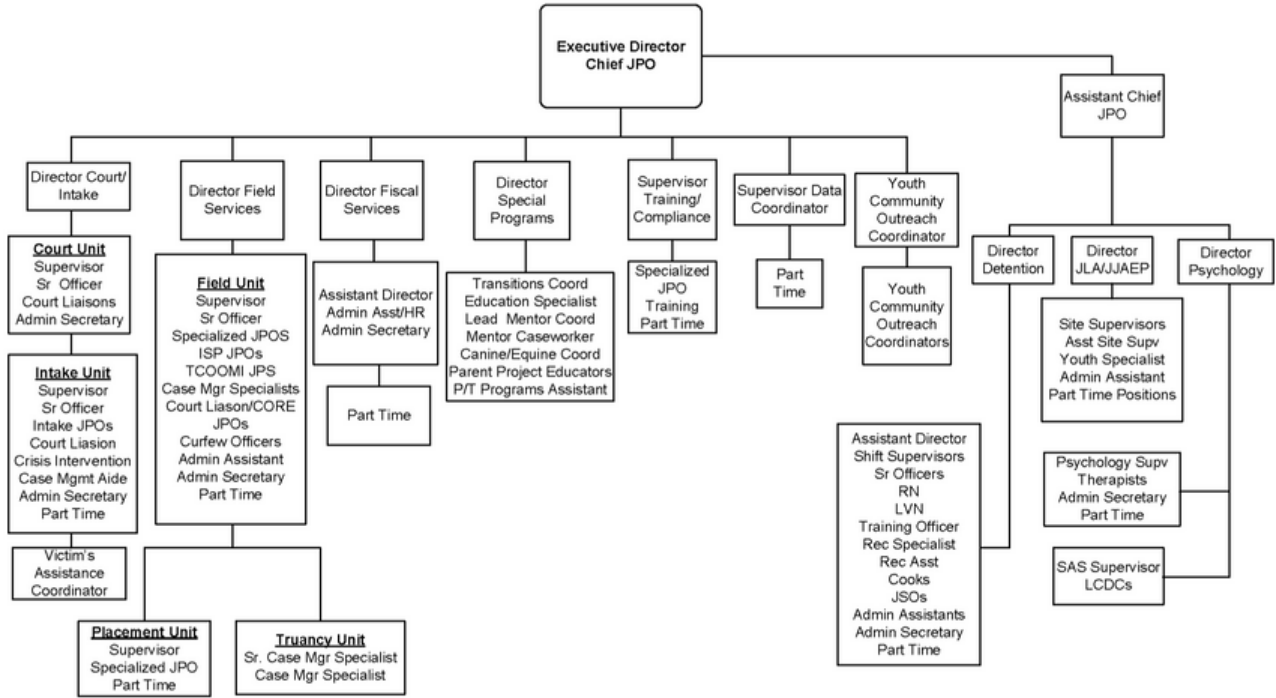 Executive Director
Chief JPO
Assistant Chief
JPO
Director Court/
Intake
Director Field
Services
Director Fiscal
Services
Director
Special
Programs
Supervisor
Training/
Compliance
Supervisor Data
Coordinator
Youth
Community
Outreach
Coordinator
Director
Detention
Director
JLA/JJAEP
Director
Psychology
Court Unit
Supervisor
Sr Officer
Court Liaisons
Admin Secretary
Intake Unit
Supervisor
Sr Officer
Intake JPOs
Court Liasion
Crisis Intervention
Case Mgmt Aide
Admin Secretary
Part Time
Victim's
Assistance
Coordinator
Field Unit
Supervisor
Sr Officer
Specialized JPOS
ISP JPOs
TCOOMI JPS
Case Mgr Specialists
Court Liason/CORE
JPOs
Curfew Officers
Admin Assistant
Admin Secretary
Part Time
Placement Unit
Supervisor
Specialized JPO
Part Time
Truancy Unit
Sr. Case Mgr Specialist
Case Mgr Specialist
Assistant Director
Admin Asst/HR
Admin Secretary
Part Time
Transitions Coord
Education Specialist
Lead Mentor Coord
Mentor Caseworker
Canine/Equine Coord
Parent Project Educators
P/T Programs Assistant
Specialized
JPO
Training
Part Time
Part
Time
Youth
Community
Outreach
Coordinators
Assistant Director
Shift Supervisors
Sr Officers
RN
LVN
Training Officer
Rec Specialist
Rec Asst
Cooks
JSOs
Admin Assistants
Admin Secretary
Part Time
Site Supervisors
Asst Site Supv
Youth Specialist
Admin Assistant
Part Time Positions
Psychology Supv
Therapists
Admin Secretary
Part Time
SAS Supervisor
LCDCs